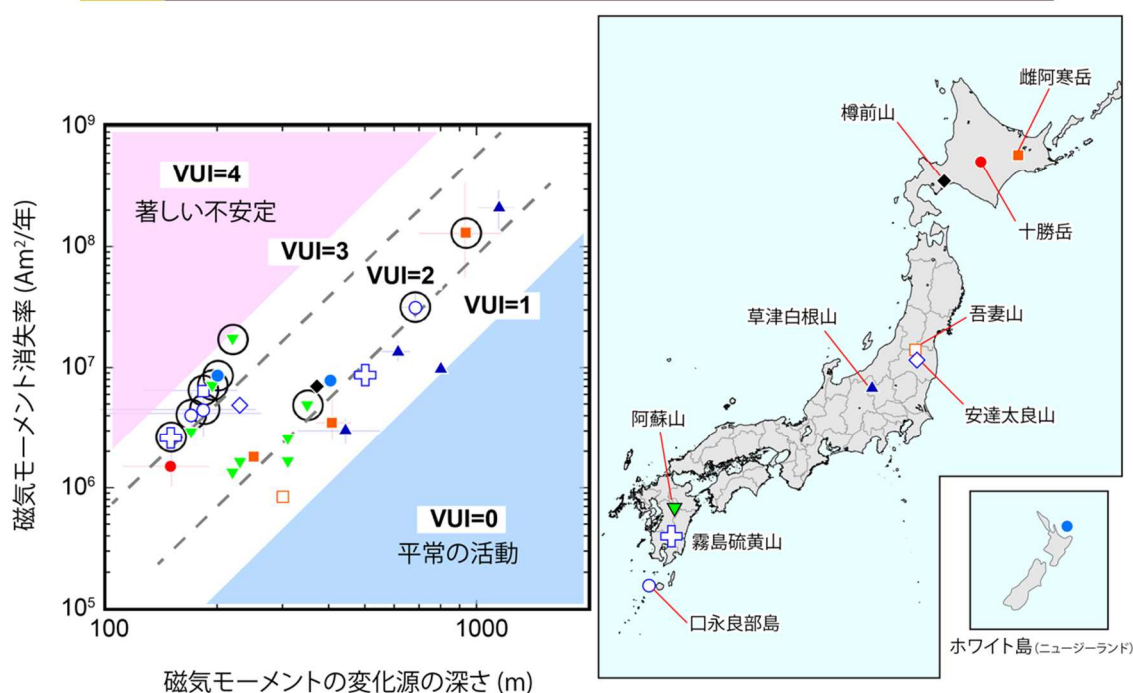 10⁹
10⁸
10⁷
10⁶
10⁵
100
1000
磁気モーメント消失率 (Am²/年)
磁気モーメントの変化源の深さ (m)
VUI=4
著しい不安定
VUI=3
VUI=2
VUI=1
VUI=0
平常の活動
雌阿寒岳
樽前山
十勝岳
吾妻山
草津白根山
安達太良山
阿蘇山
霧島硫黄山
口永良部島
ホワイト島(ニュージーランド)